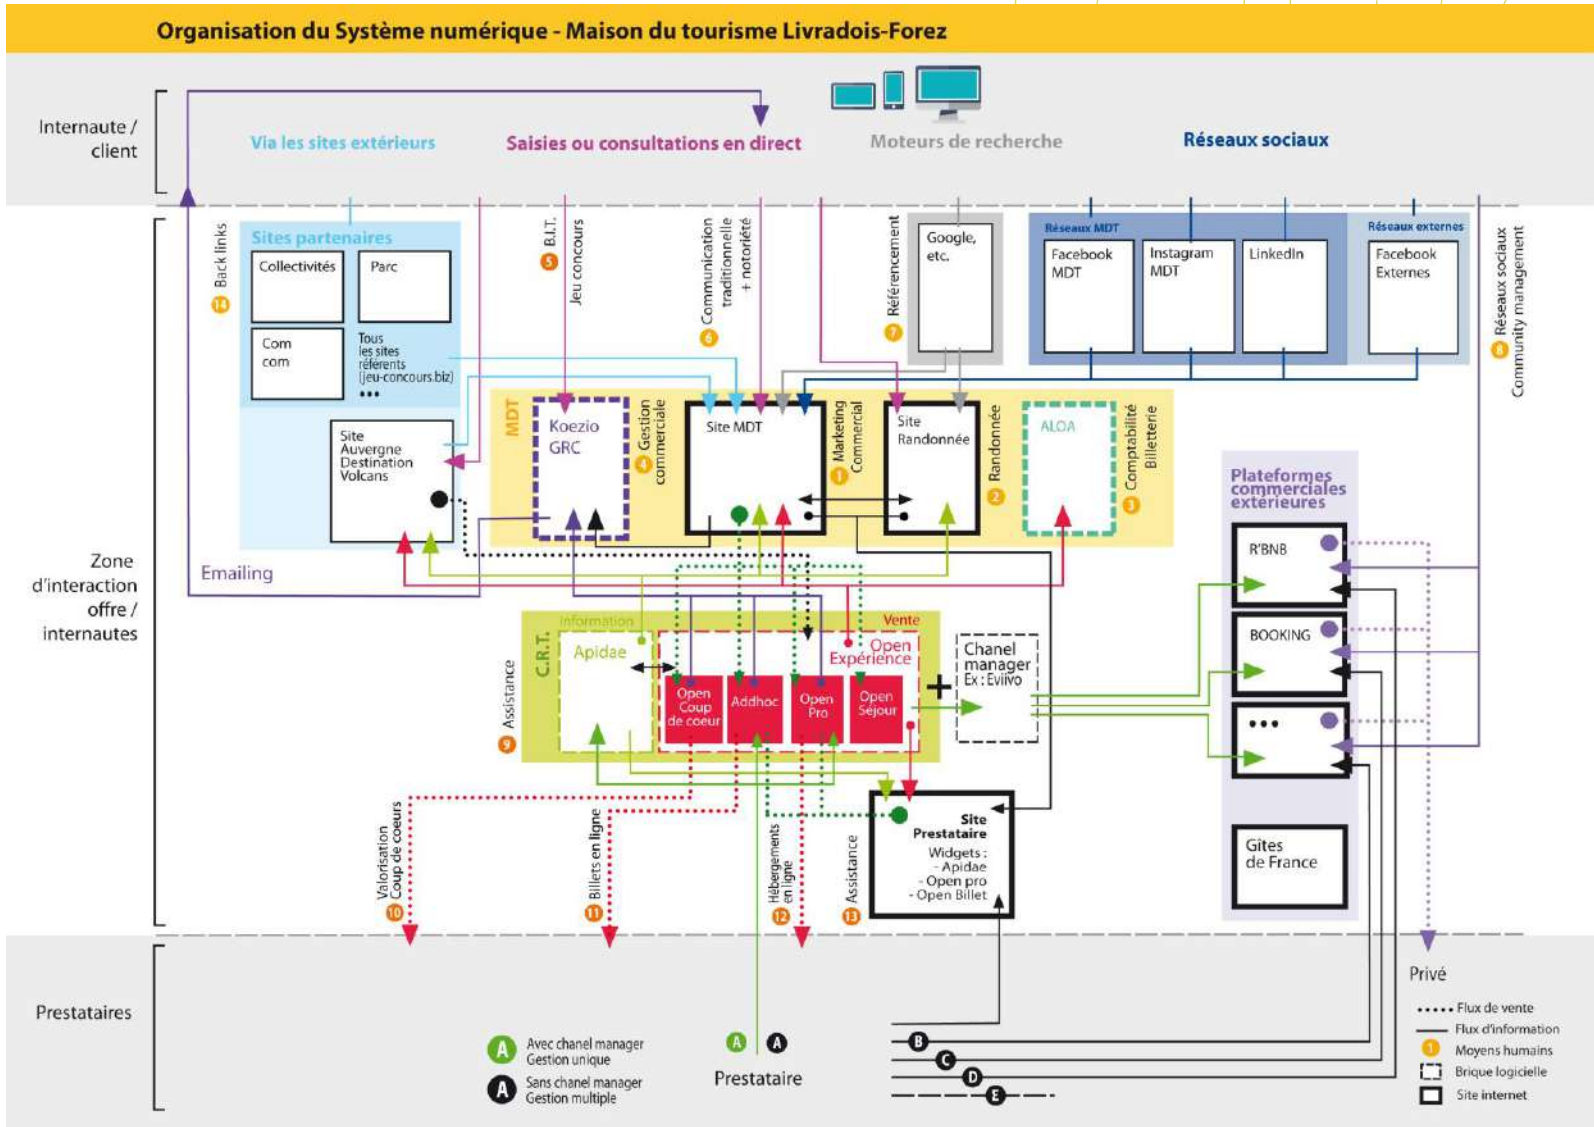 Organisation du Système numérique - Maison du tourisme Livradois-Forez
Internaute /
client
Via les sites extérieurs
Saisies ou consultations en direct
Moteurs de recherche
Réseaux sociaux
14 Back links
Sites partenaires
Collectivités
Parc
Com
com
Tous
les sites
référents
(jeu-concours.biz)
•••
5 B.I.T.
Jeu concours
6 Communication
traditionnelle
+ notoriété
7 Référencement
Google,
etc.
Réseaux MDT
Facebook
MDT
Instagram
MDT
LinkedIn
Réseaux externes
Facebook
Externes
8 Réseaux sociaux
Community management
Site
Auvergne
Destination
Volcans
MDT
Koezio
GRC
4 Gestion
commerciale
Site MDT
1 Marketing
Commercial
Site
Randonnée
2 Randonnée
ALOA
3 Comptabilité
Billetterie
Zone
d'interaction
offre /
internautes
Emailing
Plateformes
commerciales
extérieures
R'BNB
BOOKING
•••
Gîtes
de France
9 Assistance
C.R.T.
Information
Apidae
Vente
Open
Expérience
Open
Coup
de coeur
Addhoc
Open
Pro
Open
Séjour
+
Chanel
manager
Ex : Eviivo
10 Valorisation
Coup de coeurs
11 Billets en ligne
12 Hébergements
en ligne
13 Assistance
Site
Prestataire
Widgets :
- Apidae
- Open pro
- Open Billet
Prestataires
A Avec chanel manager
Gestion unique
A Sans chanel manager
Gestion multiple
A A
Prestataire
B
C
D
E
Privé
Flux de vente
Flux d'information
1 Moyens humains
Brique logicielle
Site internet